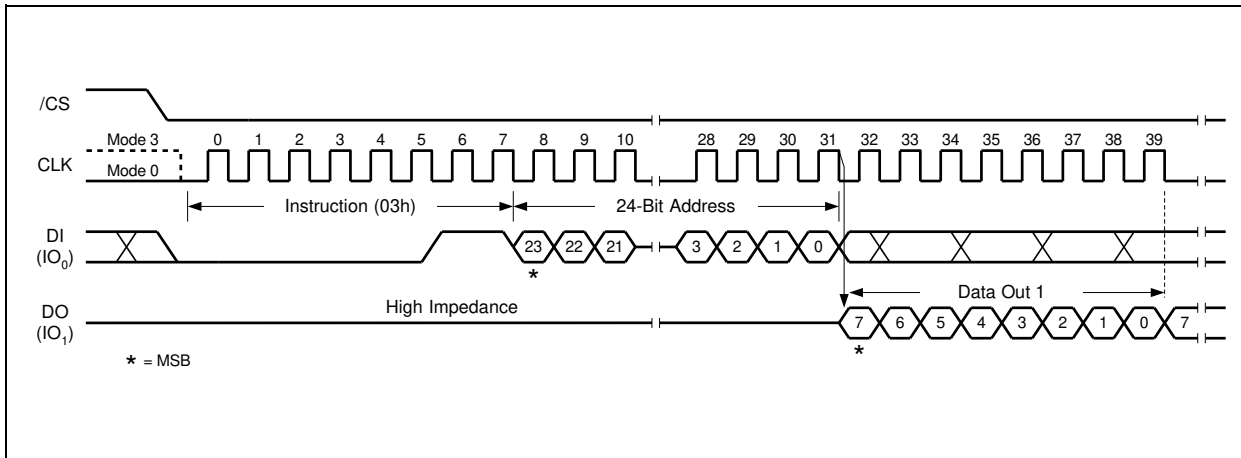 /CS
Mode 3
0 1 2 3 4 5 6 7 8 9 10 28 29 30 31 32 33 34 35 36 37 38 39
CLK
Mode 0
Instruction (03h) 24-Bit Address
DI
(IO0)
23 22 21 3 2 1 0
*
High Impedance Data Out 1
DO
(IO1)
7 6 5 4 3 2 1 0 7
*
* = MSB